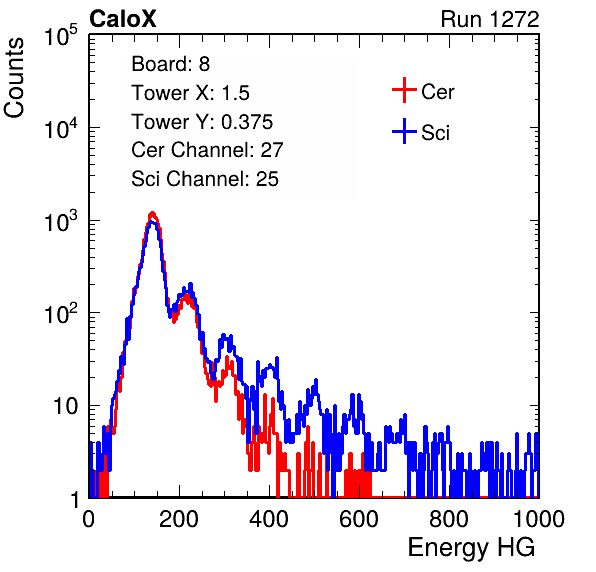 CaloX Run 1272
Counts
10^5
10^4
10^3
10^2
10
1
Board: 8
Tower X: 1.5
Tower Y: 0.375
Cer Channel: 27
Sci Channel: 25
Cer
Sci
0 200 400 600 800 1000
Energy HG